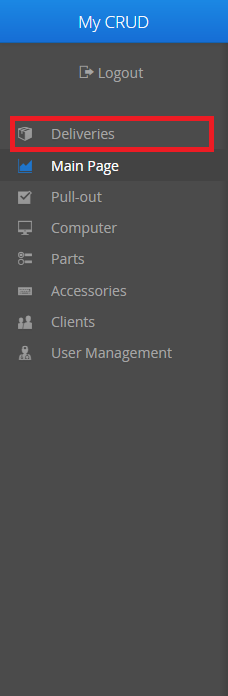 My CRUD
Logout
Deliveries
Main Page
Pull-out
Computer
Parts
Accessories
Clients
User Management